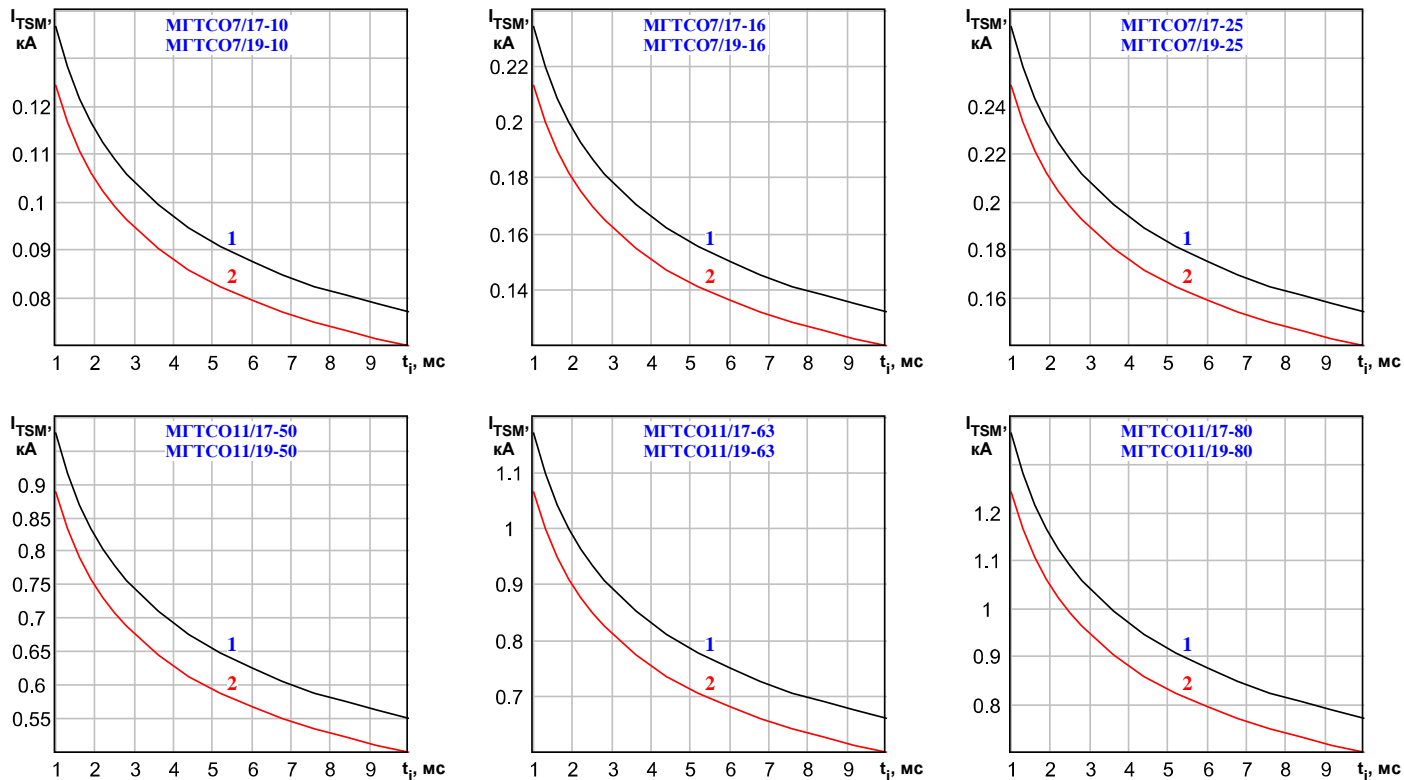 I_TSM, кА
МГТСО7/17-10
МГТСО7/19-10
0.12
0.11
0.1
0.09
0.08
1
2
1 2 3 4 5 6 7 8 9 t_i, мс
I_TSM, кА
МГТСО7/17-16
МГТСО7/19-16
0.22
0.2
0.18
0.16
0.14
1
2
1 2 3 4 5 6 7 8 9 t_i, мс
I_TSM, кА
МГТСО7/17-25
МГТСО7/19-25
0.24
0.22
0.2
0.18
0.16
1
2
1 2 3 4 5 6 7 8 9 t_i, мс
I_TSM, кА
МГТСО11/17-50
МГТСО11/19-50
0.9
0.85
0.8
0.75
0.7
0.65
0.6
0.55
1
2
1 2 3 4 5 6 7 8 9 t_i, мс
I_TSM, кА
МГТСО11/17-63
МГТСО11/19-63
1.1
1
0.9
0.8
0.7
1
2
1 2 3 4 5 6 7 8 9 t_i, мс
I_TSM, кА
МГТСО11/17-80
МГТСО11/19-80
1.2
1.1
1
0.9
0.8
1
2
1 2 3 4 5 6 7 8 9 t_i, мс